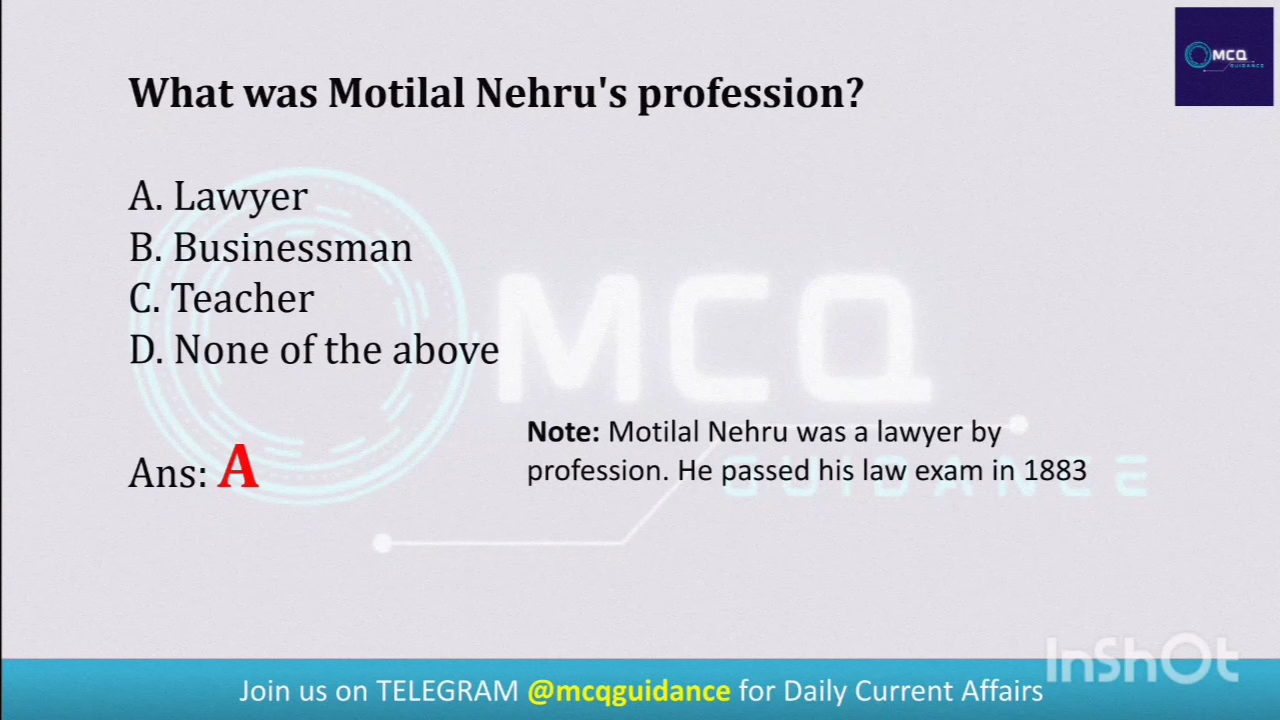 MCQ
GUIDANCE
What was Motilal Nehru's profession?
A. Lawyer
B. Businessman
C. Teacher
D. None of the above
MCQ
GUIDANCE
Note: Motilal Nehru was a lawyer by
profession. He passed his law exam in 1883
Ans: A
InShOt
Join us on TELEGRAM @mcqguidance for Daily Current Affairs